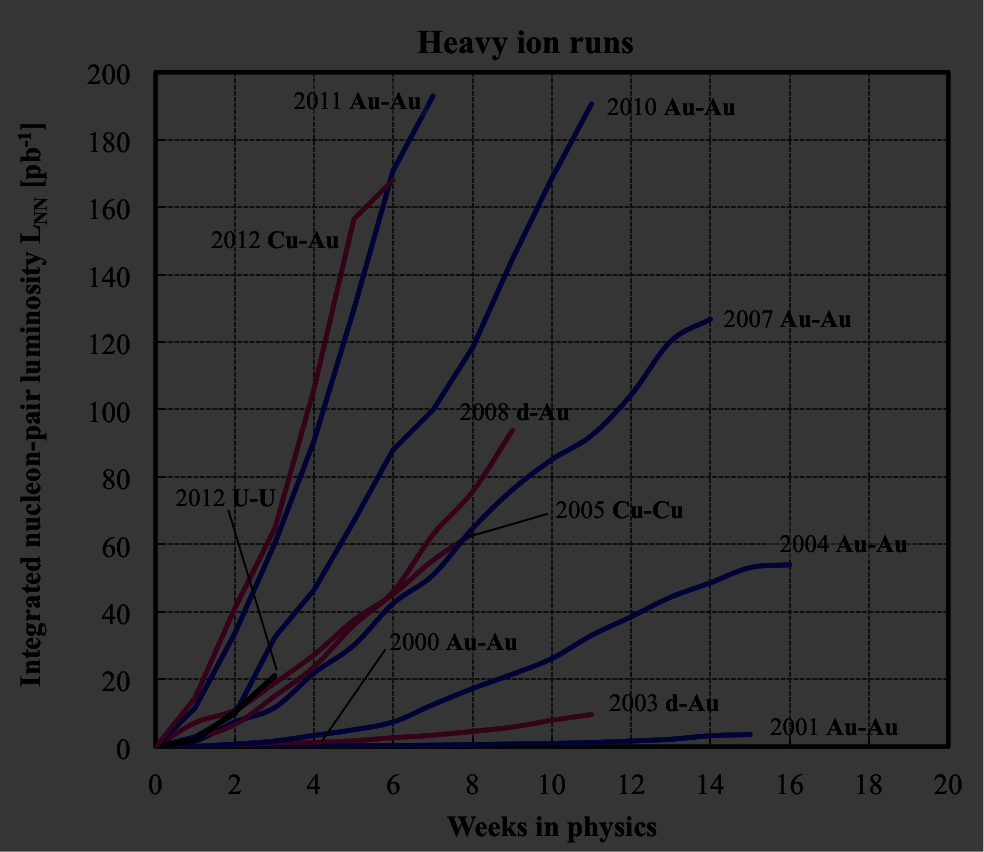 Heavy ion runs
200
180
160
140
120
100
80
60
40
20
0
Integrated nucleon-pair luminosity L_NN [pb⁻¹]
2011 Au-Au
2010 Au-Au
2012 Cu-Au
2007 Au-Au
2008 d-Au
2012 U-U
2005 Cu-Cu
2004 Au-Au
2000 Au-Au
2003 d-Au
2001 Au-Au
0 2 4 6 8 10 12 14 16 18 20
Weeks in physics